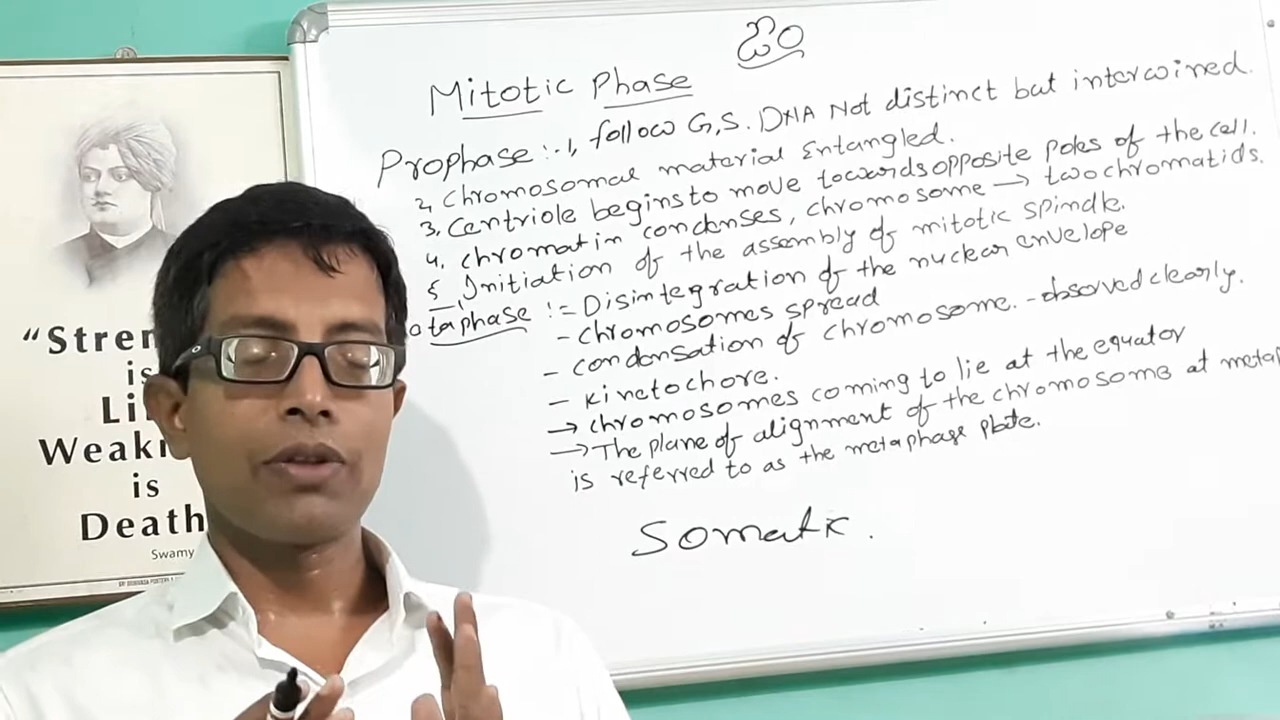 ఓం
Mitotic Phase
Prophase :- 1, follow G,S. DNA Not distinct but intercoined.
2, chromosomal material Entangled.
3, Centriole begins to move towards opposite poles of the cell.
4, chromatin condenses, chromosome → two chromatids.
5, Initiation of the assembly of mitotic spindle.
taphase := Disintegration of the nuclear envelope
- chromosomes spread
- condensation of chromosome. - observed clearly.
- kinetochore.
→ chromosomes coming to lie at the equator
→ The plane of alignment of the chromosomes at meta
is referred to as the metaphase plate.
Somatic.
"Stren
is
Li
Weakn
is
Death
Swamy